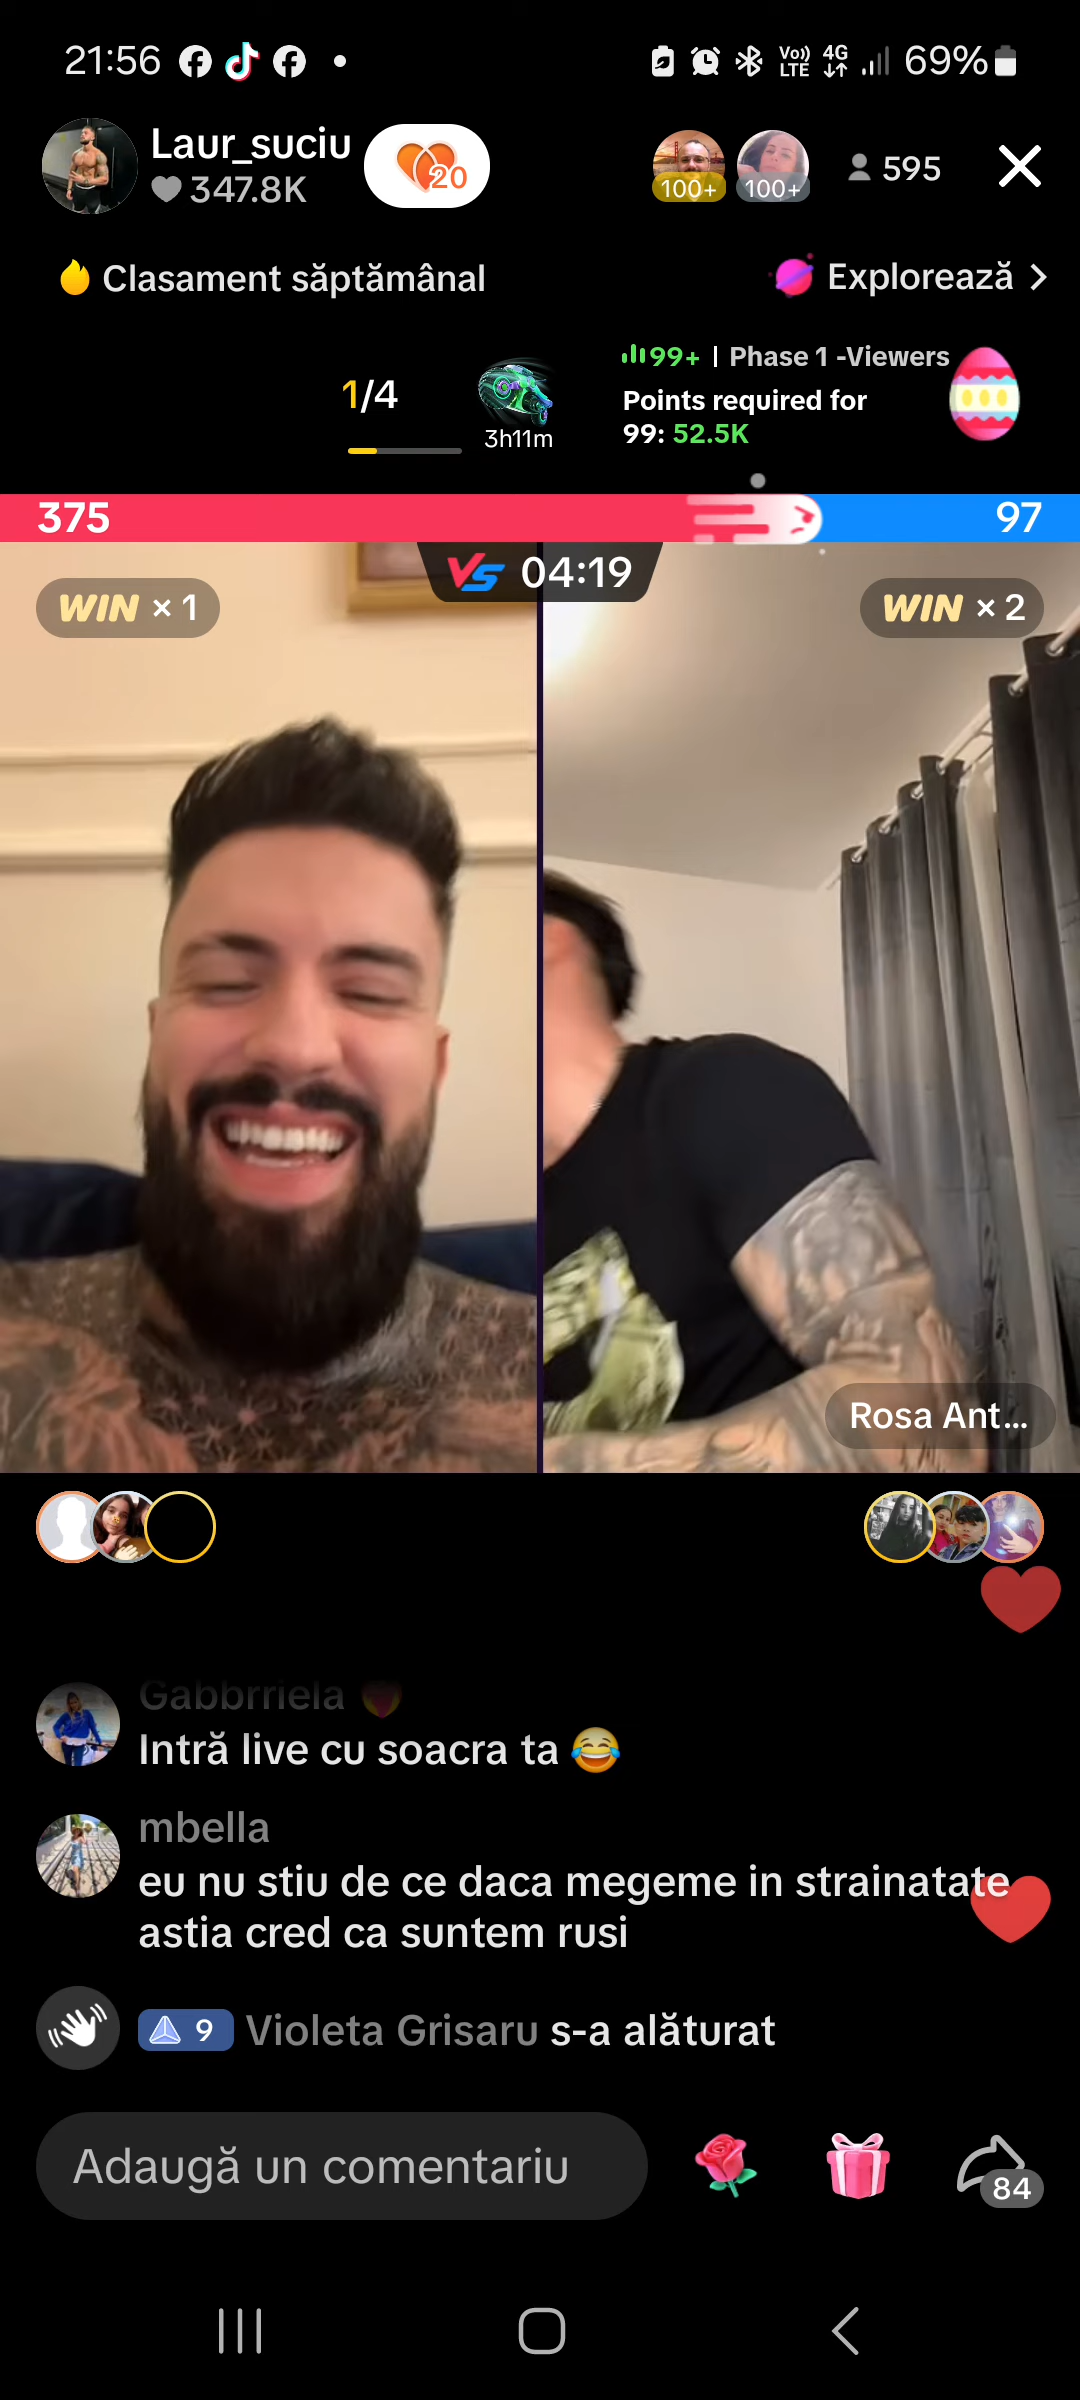 21:56
Vo)) LTE 4G 69%
Laur_suciu
347.8K
20
100+ 100+
595
Clasament săptămânal
Explorează
1/4
3h11m
99+ | Phase 1 -Viewers
Points required for
99: 52.5K
375
97
VS 04:19
WIN × 1
WIN × 2
Rosa Ant...
Gabbrriela
Intră live cu soacra ta
mbella
eu nu stiu de ce daca megeme in strainatate
astia cred ca suntem rusi
9 Violeta Grisaru s-a alăturat
Adaugă un comentariu
84